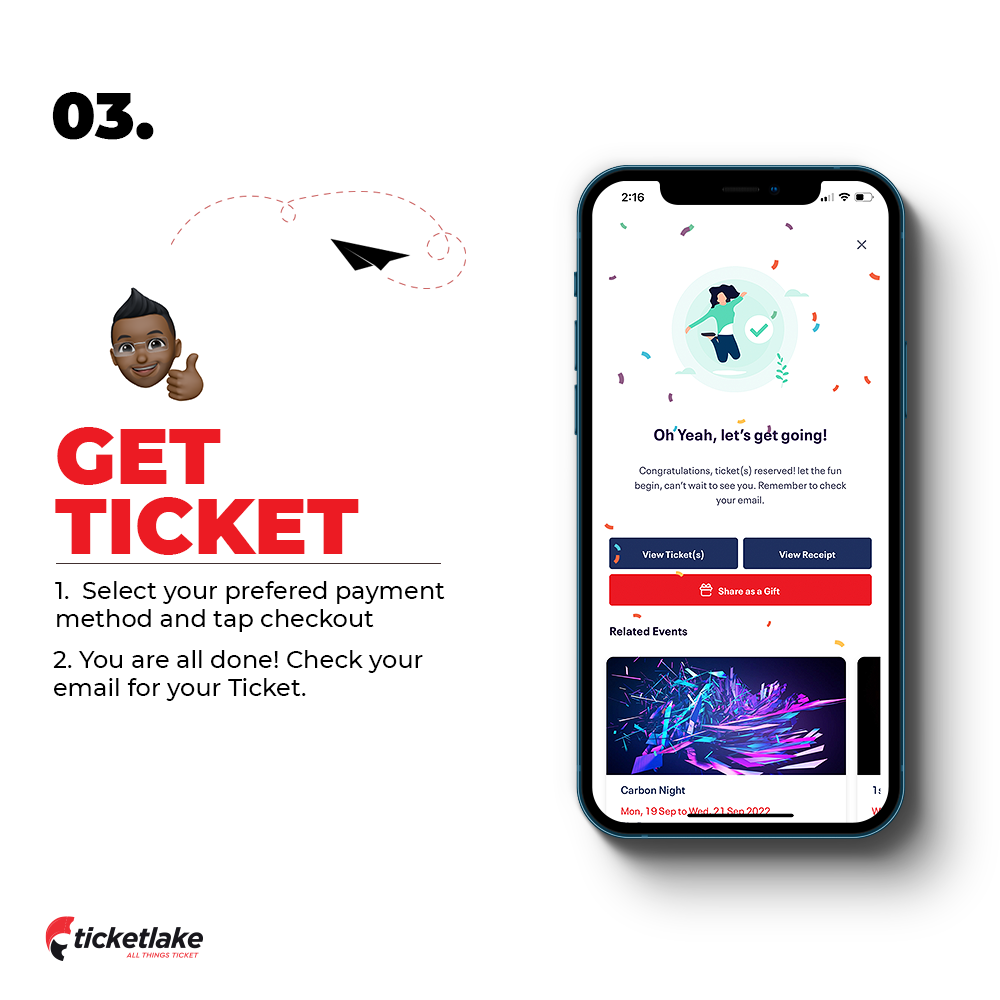 03.
GET
TICKET
1.  Select your prefered payment
method and tap checkout
2. You are all done! Check your
email for your Ticket.
ticketlake
ALL THINGS TICKET
2:16
Oh Yeah, let's get going!
Congratulations, ticket(s) reserved! let the fun
begin, can't wait to see you. Remember to check
your email.
View Ticket(s)
View Receipt
Share as a Gift
Related Events
Carbon Night
Mon, 19 Sep to Wed, 21 Sep 2022